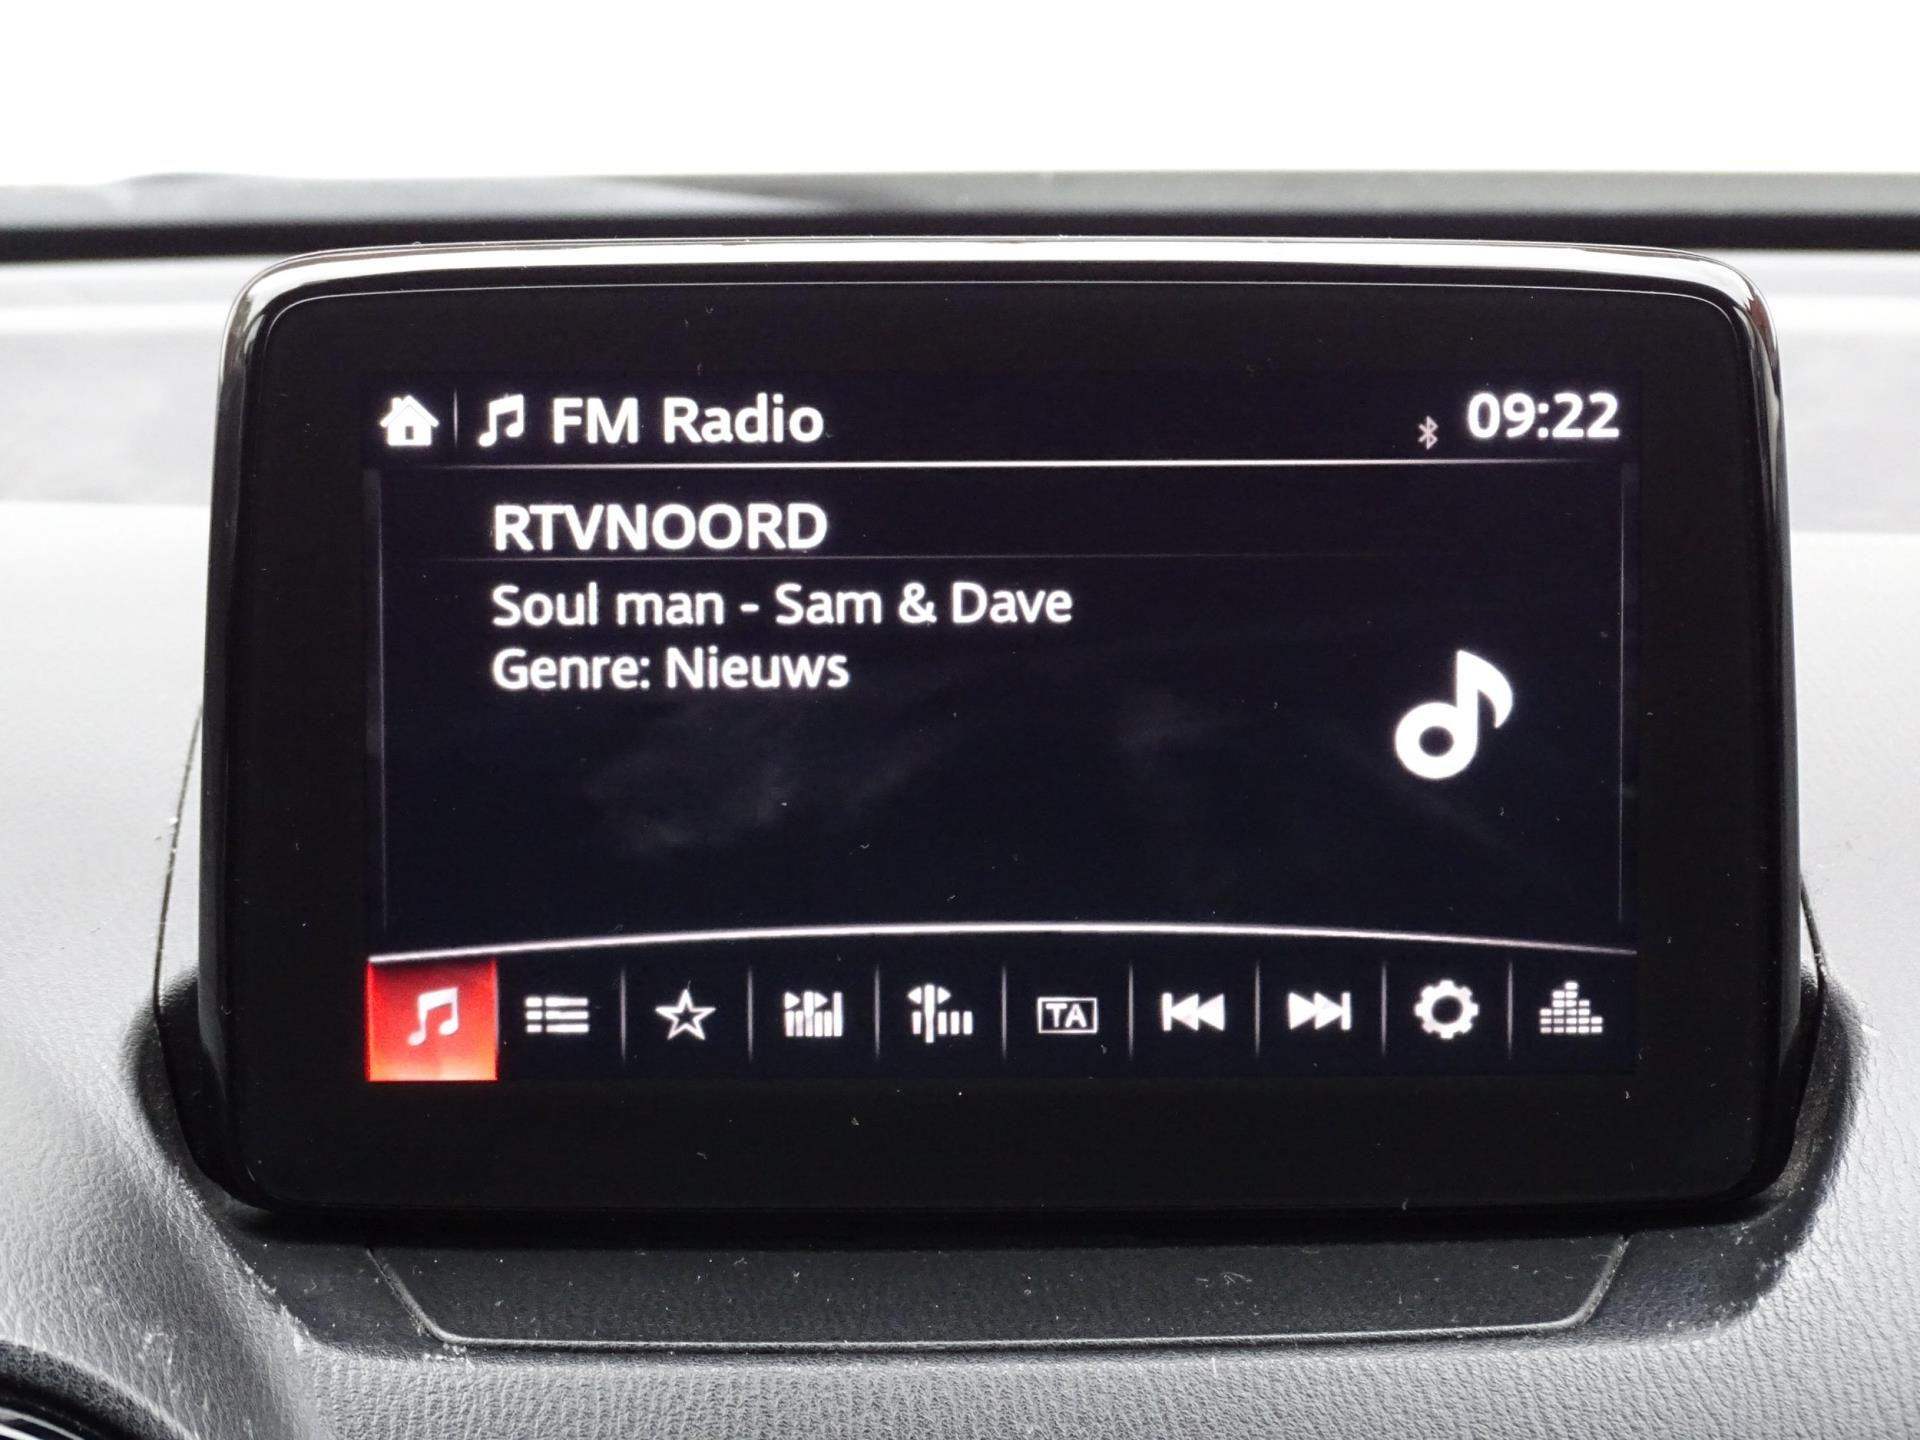 FM Radio
09:22
RTVNOORD
Soul man - Sam & Dave
Genre: Nieuws
TA